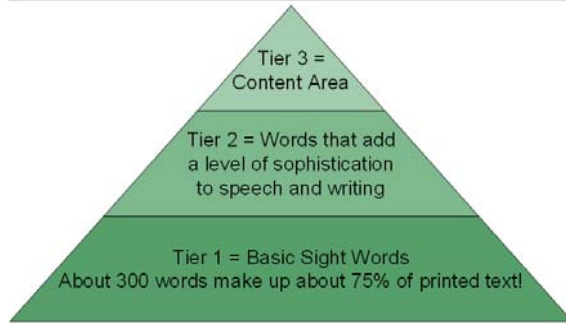 Tier 3 =
Content Area
Tier 2 = Words that add
a level of sophistication
to speech and writing
Tier 1 = Basic Sight Words
About 300 words make up about 75% of printed text!